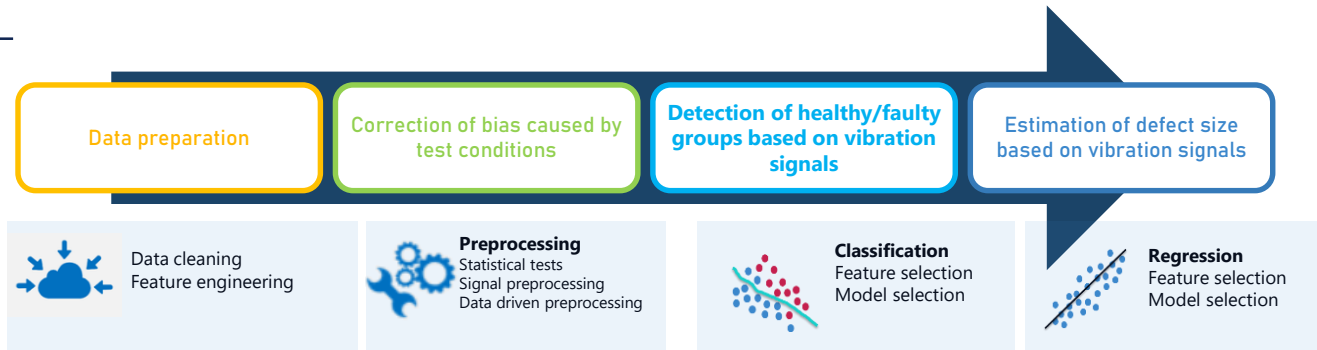 Data preparation
Correction of bias caused by
test conditions
Detection of healthy/faulty
groups based on vibration
signals
Estimation of defect size
based on vibration signals
Data cleaning
Feature engineering
Preprocessing
Statistical tests
Signal preprocessing
Data driven preprocessing
Classification
Feature selection
Model selection
Regression
Feature selection
Model selection